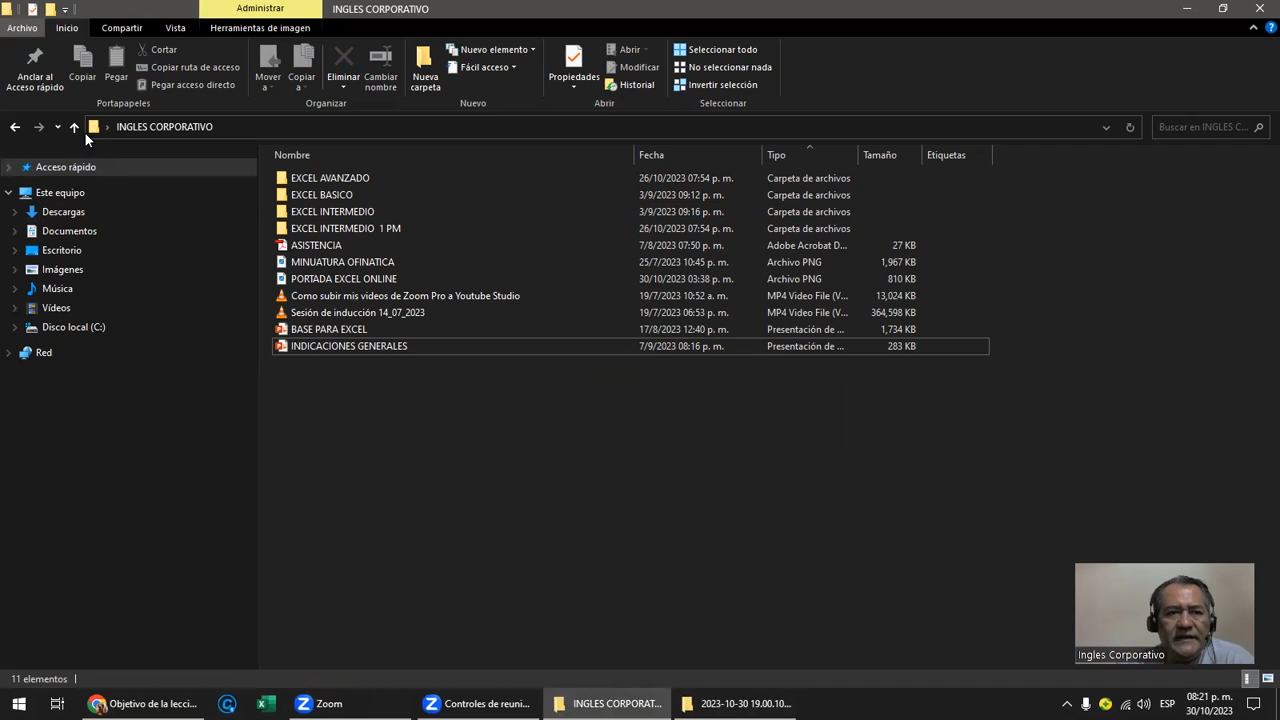 Administrar
INGLES CORPORATIVO
Archivo
Inicio
Compartir
Vista
Herramientas de imagen
Anclar al
Acceso rápido
Copiar
Pegar
Cortar
Copiar ruta de acceso
Pegar acceso directo
Portapapeles
Mover
a
Copiar
a
Eliminar
Cambiar
nombre
Organizar
Nueva
carpeta
Nuevo elemento
Fácil acceso
Nuevo
Propiedades
Abrir
Modificar
Historial
Abrir
Seleccionar todo
No seleccionar nada
Invertir selección
Seleccionar
INGLES CORPORATIVO
Buscar en INGLES C...
Acceso rápido
Este equipo
Descargas
Documentos
Escritorio
Imágenes
Música
Vídeos
Disco local (C:)
Red
Nombre Fecha Tipo Tamaño Etiquetas
EXCEL AVANZADO 26/10/2023 07:54 p. m. Carpeta de archivos
EXCEL BASICO 3/9/2023 09:12 p. m. Carpeta de archivos
EXCEL INTERMEDIO 3/9/2023 09:16 p. m. Carpeta de archivos
EXCEL INTERMEDIO 1 PM 26/10/2023 07:54 p. m. Carpeta de archivos
ASISTENCIA 7/8/2023 07:50 p. m. Adobe Acrobat D... 27 KB
MINUATURA OFINATICA 25/7/2023 10:45 p. m. Archivo PNG 1,967 KB
PORTADA EXCEL ONLINE 30/10/2023 03:38 p. m. Archivo PNG 810 KB
Como subir mis videos de Zoom Pro a Youtube Studio 19/7/2023 10:52 a. m. MP4 Video File (V... 13,024 KB
Sesión de inducción 14_07_2023 19/7/2023 06:53 p. m. MP4 Video File (V... 364,598 KB
BASE PARA EXCEL 17/8/2023 12:40 p. m. Presentación de ... 1,734 KB
INDICACIONES GENERALES 7/9/2023 08:16 p. m. Presentación de ... 283 KB
Ingles Corporativo
11 elementos
Objetivo de la lecci...
Zoom
Controles de reuni...
INGLES CORPORAT...
2023-10-30 19.00.10...
ESP
08:21 p. m.
30/10/2023